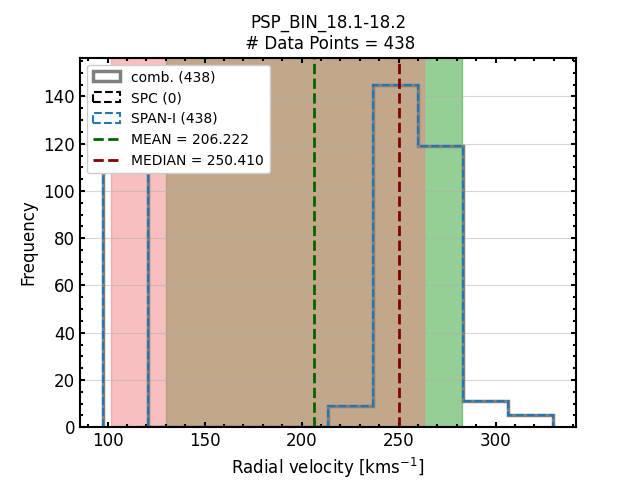 PSP_BIN_18.1-18.2
# Data Points = 438
comb. (438)
SPC (0)
SPAN-I (438)
MEAN = 206.222
MEDIAN = 250.410
Frequency
140
120
100
80
60
40
20
0
100 150 200 250 300
Radial velocity [kms⁻¹]